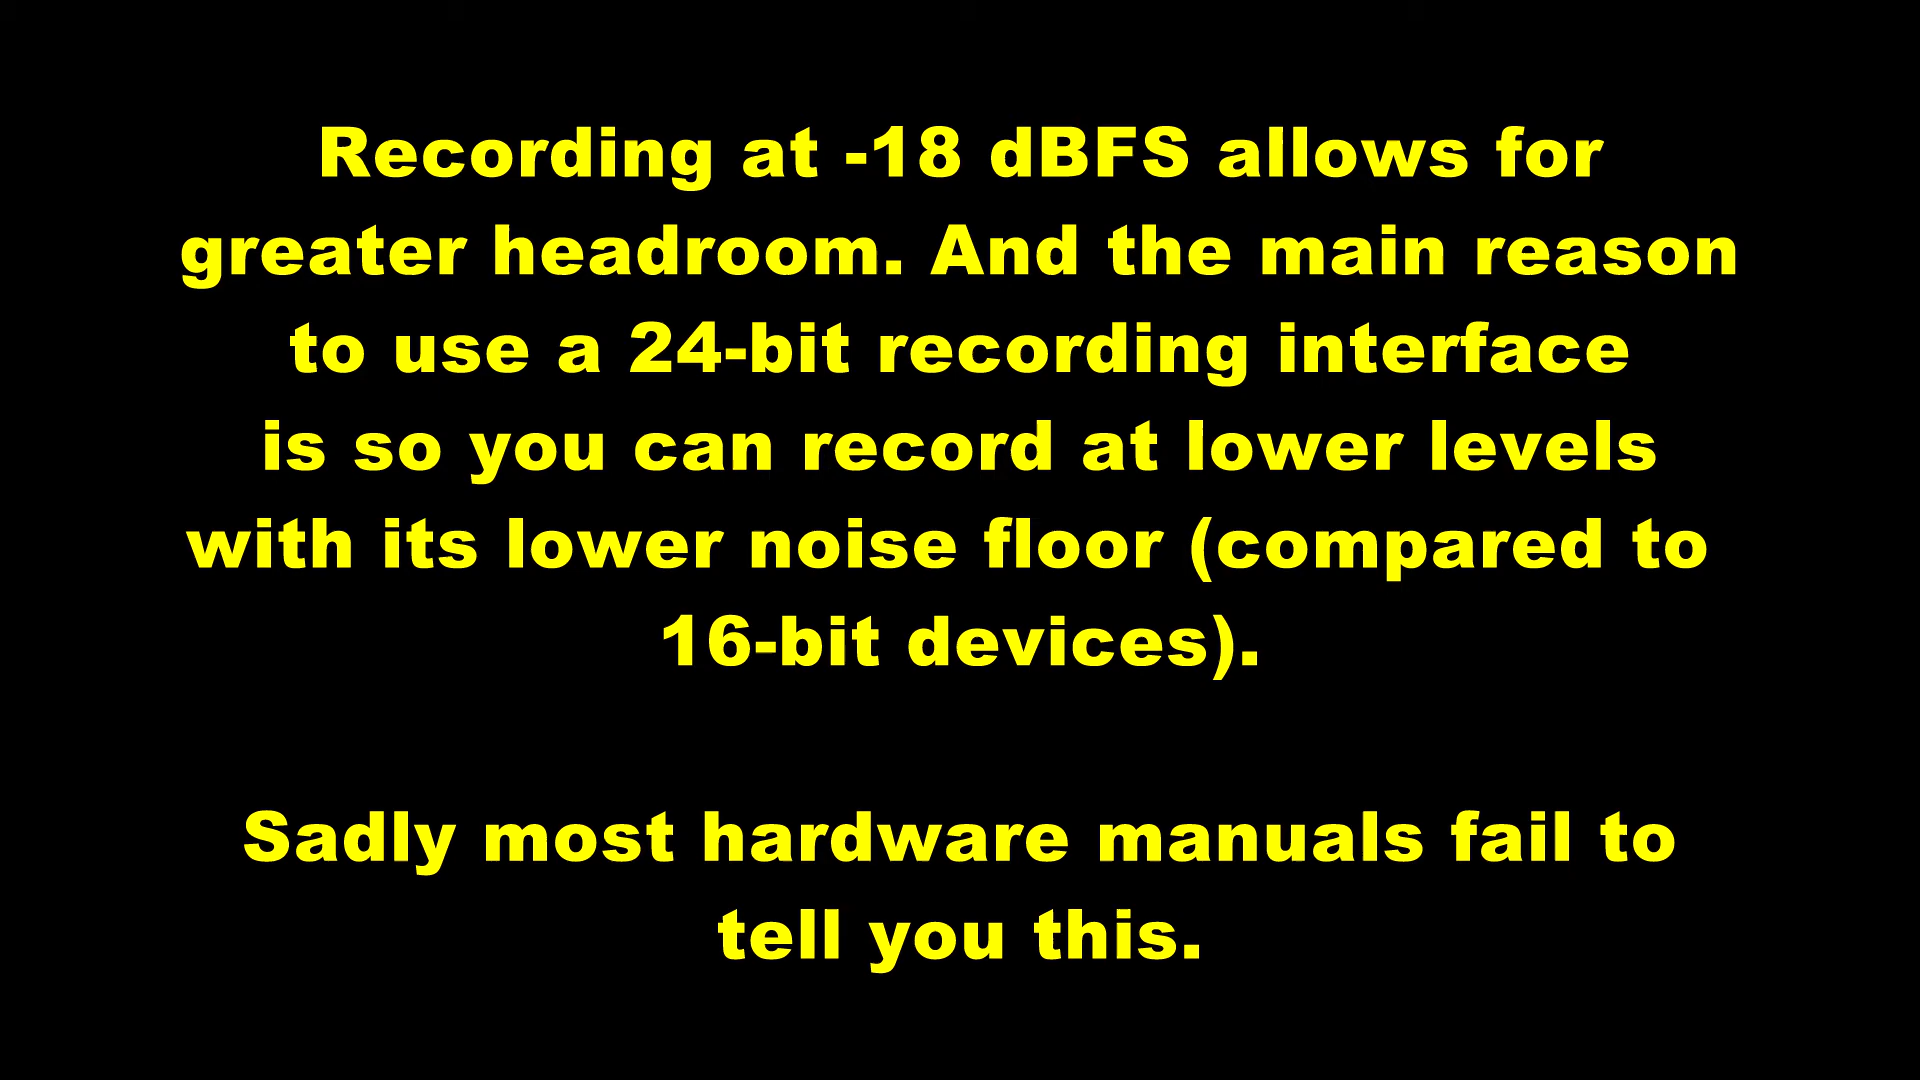 Recording at -18 dBFS allows for
greater headroom. And the main reason
to use a 24-bit recording interface
is so you can record at lower levels
with its lower noise floor (compared to
16-bit devices).
Sadly most hardware manuals fail to
tell you this.